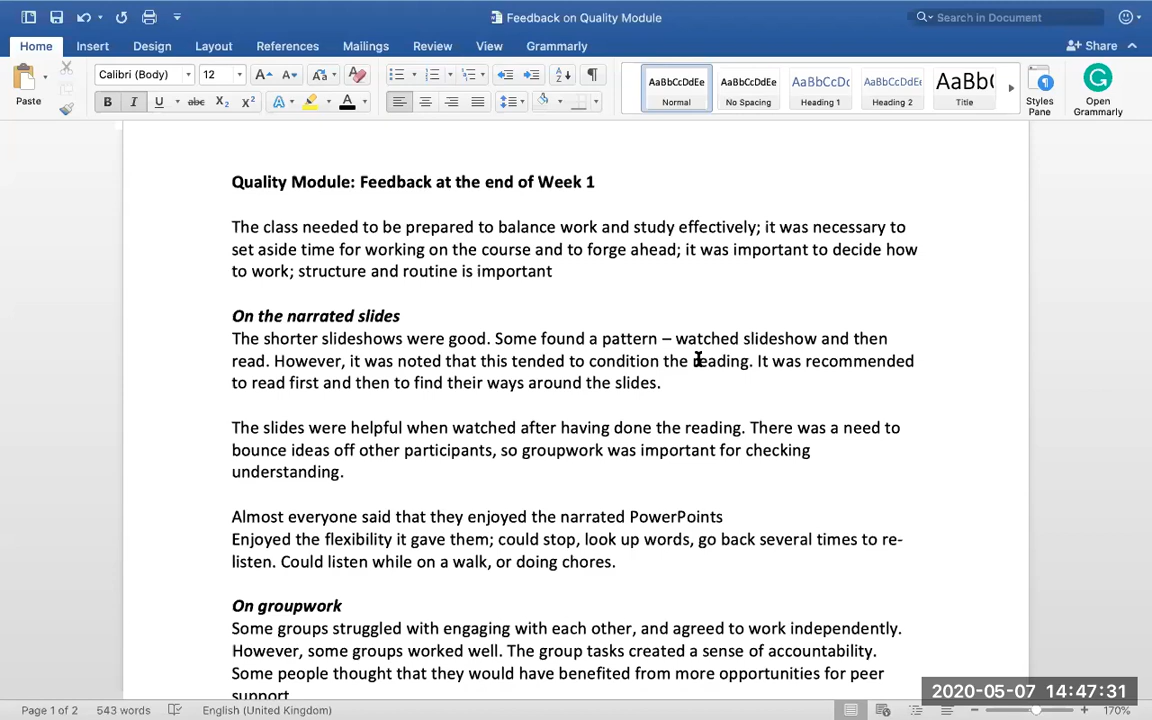 Feedback on Quality Module
Search in Document
Home Insert Design Layout References Mailings Review View Grammarly
Share
Paste
Calibri (Body) 12
AaBbCcDdEe AaBbCcDdEe AaBbCcDc AaBbCcDdEe AaBb(
Normal No Spacing Heading 1 Heading 2 Title
Styles Pane
Open Grammarly
Quality Module: Feedback at the end of Week 1
The class needed to be prepared to balance work and study effectively; it was necessary to
set aside time for working on the course and to forge ahead; it was important to decide how
to work; structure and routine is important
On the narrated slides
The shorter slideshows were good. Some found a pattern – watched slideshow and then
read. However, it was noted that this tended to condition the reading. It was recommended
to read first and then to find their ways around the slides.
The slides were helpful when watched after having done the reading. There was a need to
bounce ideas off other participants, so groupwork was important for checking
understanding.
Almost everyone said that they enjoyed the narrated PowerPoints
Enjoyed the flexibility it gave them; could stop, look up words, go back several times to re-
listen. Could listen while on a walk, or doing chores.
On groupwork
Some groups struggled with engaging with each other, and agreed to work independently.
However, some groups worked well. The group tasks created a sense of accountability.
Some people thought that they would have benefited from more opportunities for peer
support
2020-05-07 14:47:31
Page 1 of 2 543 words English (United Kingdom) 170%